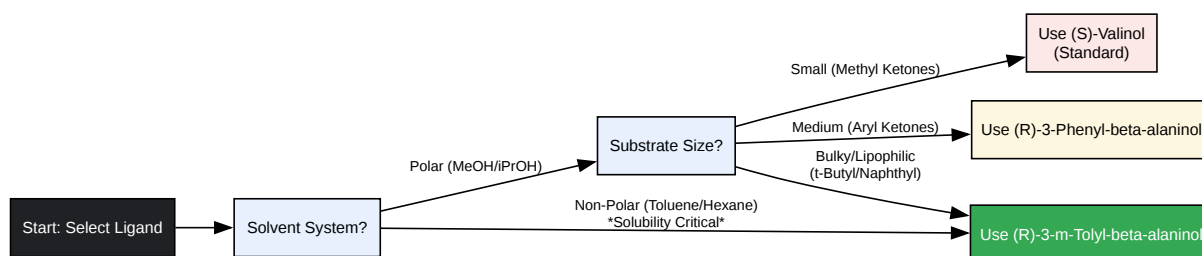 Start: Select Ligand
Solvent System?
Polar (MeOH/iPrOH)
Non-Polar (Toluene/Hexane)
*Solubility Critical*
Substrate Size?
Small (Methyl Ketones)
Medium (Aryl Ketones)
Bulky/Lipophilic
(t-Butyl/Naphthyl)
Use (S)-Valinol
(Standard)
Use (R)-3-Phenyl-beta-alaninol
Use (R)-3-m-Tolyl-beta-alaninol